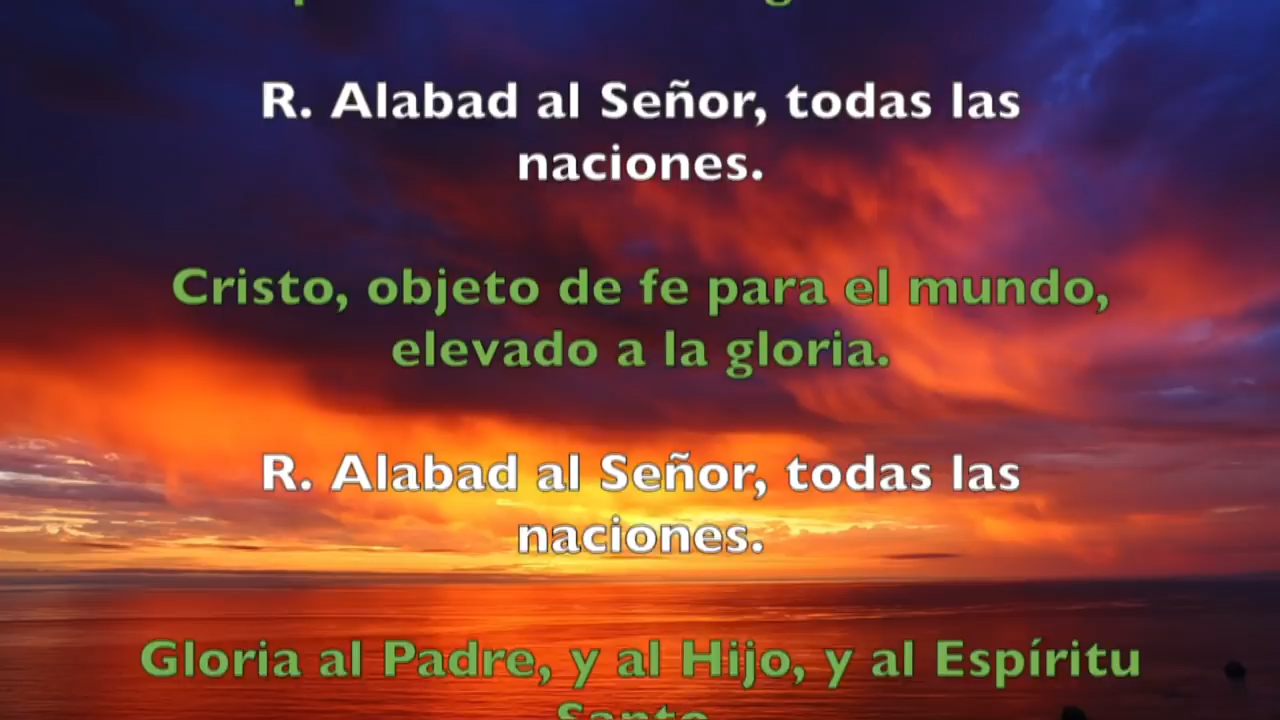 R. Alabad al Señor, todas las
naciones.
Cristo, objeto de fe para el mundo,
elevado a la gloria.
R. Alabad al Señor, todas las
naciones.
Gloria al Padre, y al Hijo, y al Espíritu
Santo.